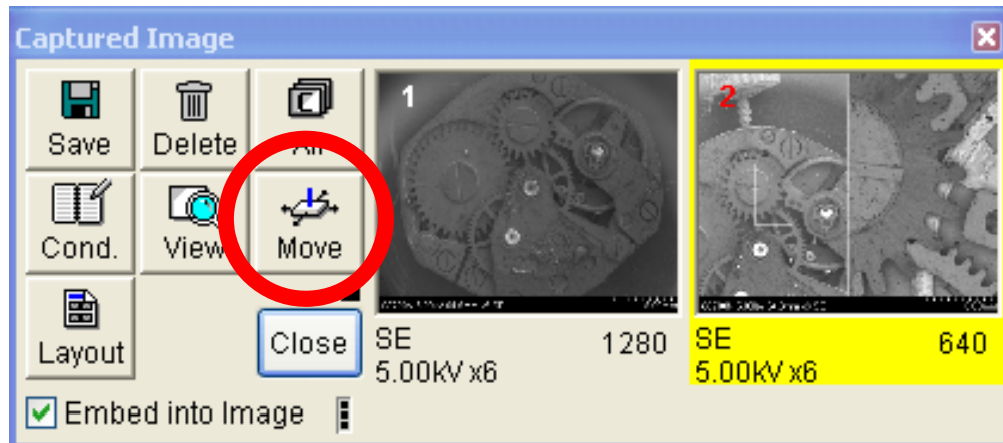 Captured Image
Save Delete All
Cond. View Move
Layout Close
1
SE 1280
5.00kV x6
2
SE 640
5.00kV x6
Embed into Image